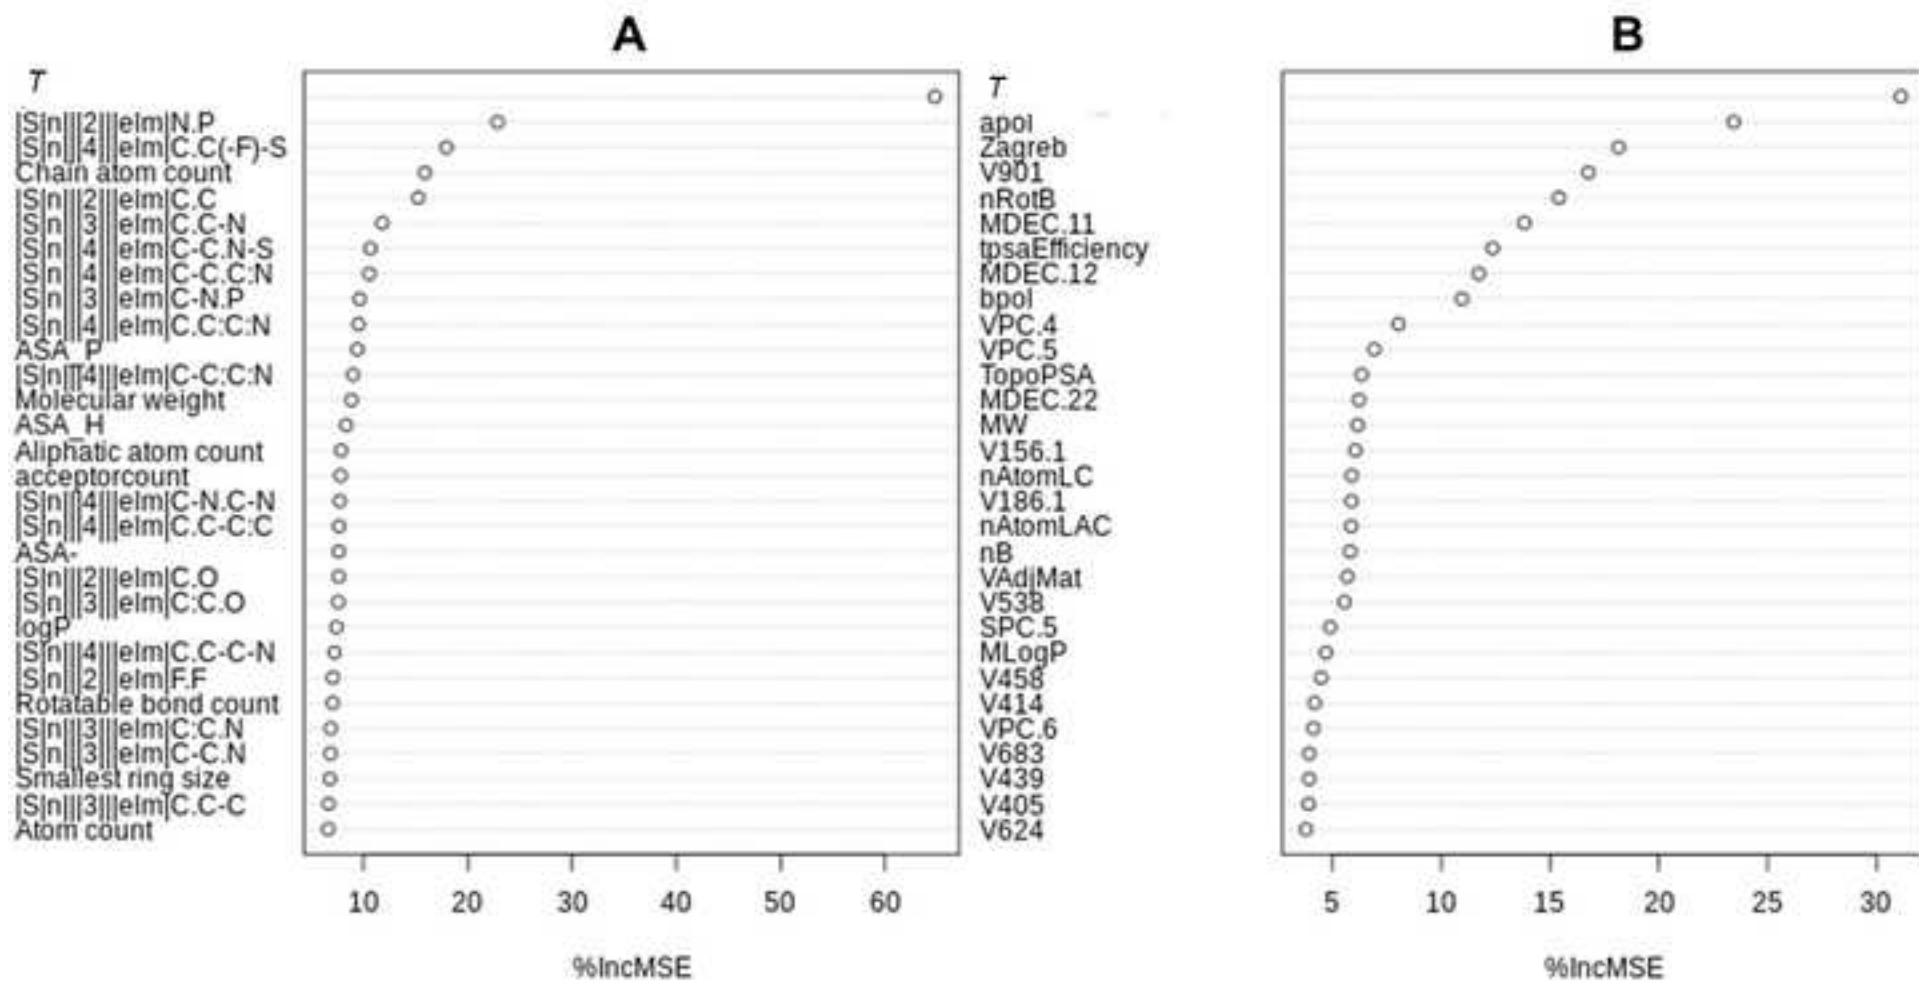 A
T
|S|n|||2|||elm|N.P
|S|n|||4|||elm|C.C(-F)-S
Chain atom count
|S|n|||2|||elm|C.C
|S|n|||3|||elm|C.C-N
|S|n|||4|||elm|C-C.N-S
|S|n|||4|||elm|C-C.C:N
|S|n|||3|||elm|C-N.P
|S|n|||4|||elm|C.C:C:N
ASA_P
|S|n|||4|||elm|C-C:C:N
Molecular weight
ASA_H
Aliphatic atom count
acceptorcount
|S|n|||4|||elm|C-N.C-N
|S|n|||4|||elm|C.C-C:C
ASA-
|S|n|||2|||elm|C.O
|S|n|||3|||elm|C:C.O
logP
|S|n|||4|||elm|C.C-C-N
|S|n|||2|||elm|F.F
Rotatable bond count
|S|n|||3|||elm|C:C.N
|S|n|||3|||elm|C-C.N
Smallest ring size
|S|n|||3|||elm|C.C-C
Atom count
10 20 30 40 50 60
%IncMSE
B
T
apol
Zagreb
V901
nRotB
MDEC.11
tpsaEfficiency
MDEC.12
bpol
VPC.4
VPC.5
TopoPSA
MDEC.22
MW
V156.1
nAtomLC
V186.1
nAtomLAC
nB
VAdjMat
V538
SPC.5
MLogP
V458
V414
VPC.6
V683
V439
V405
V624
5 10 15 20 25 30
%IncMSE